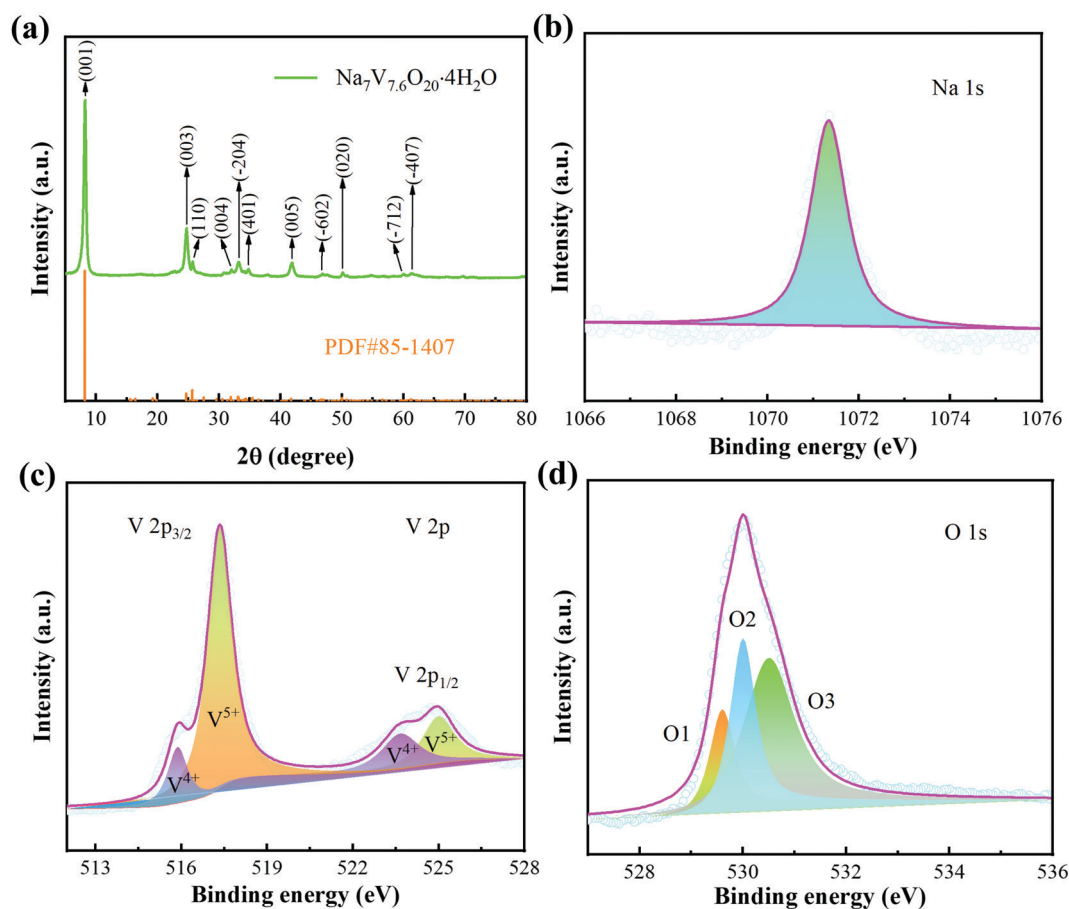 (a)
Intensity (a.u.)
(001)
Na₇V₇.₆O₂₀·4H₂O
(003)
(110)
(004)
(-204)
(401)
(005)
(-602)
(020)
(-712)
(-407)
PDF#85-1407
10 20 30 40 50 60 70 80
2θ (degree)
(b)
Intensity (a.u.)
Na 1s
1066 1068 1070 1072 1074 1076
Binding energy (eV)
(c)
Intensity (a.u.)
V 2p₃/₂
V 2p
V 2p₁/₂
V⁵⁺
V⁴⁺
V⁴⁺
V⁵⁺
513 516 519 522 525 528
Binding energy (eV)
(d)
Intensity (a.u.)
O 1s
O2
O1
O3
528 530 532 534 536
Binding energy (eV)